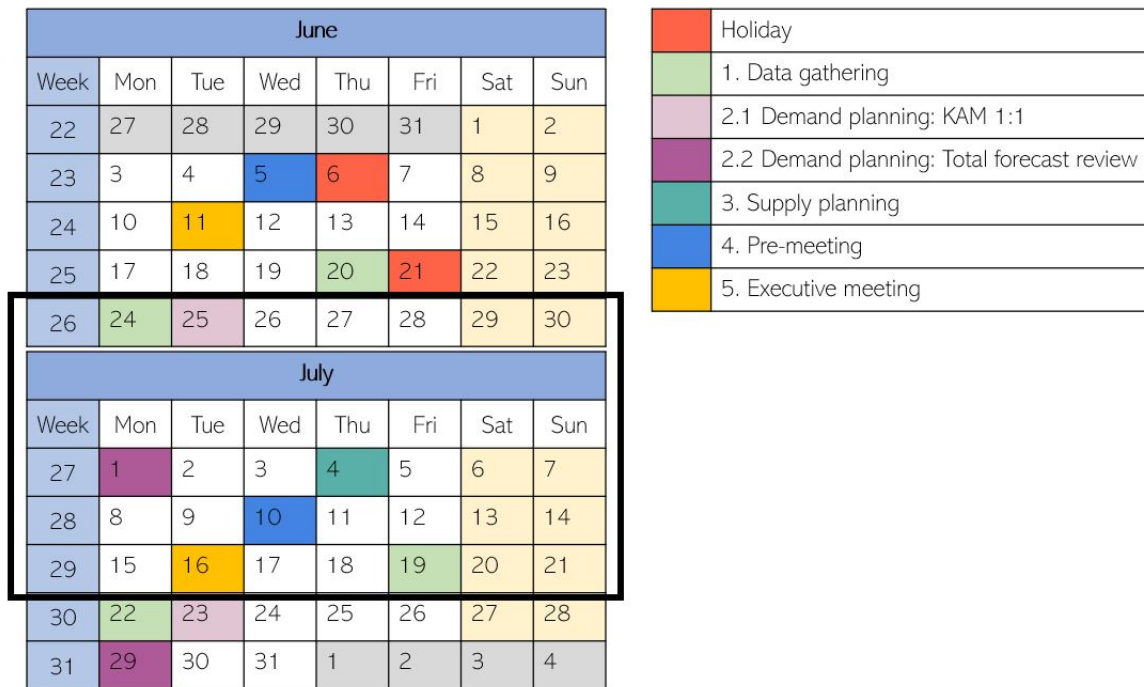 June
Week Mon Tue Wed Thu Fri Sat Sun
22 27 28 29 30 31 1 2
23 3 4 5 6 7 8 9
24 10 11 12 13 14 15 16
25 17 18 19 20 21 22 23
26 24 25 26 27 28 29 30
July
Week Mon Tue Wed Thu Fri Sat Sun
27 1 2 3 4 5 6 7
28 8 9 10 11 12 13 14
29 15 16 17 18 19 20 21
30 22 23 24 25 26 27 28
31 29 30 31 1 2 3 4
Holiday
1. Data gathering
2.1 Demand planning: KAM 1:1
2.2 Demand planning: Total forecast review
3. Supply planning
4. Pre-meeting
5. Executive meeting